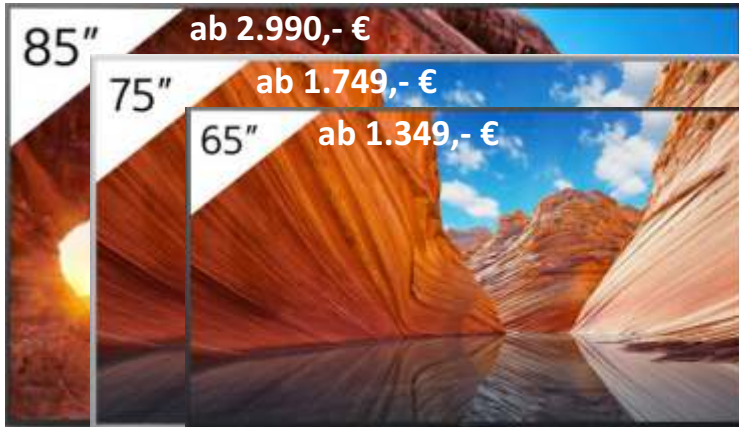 85" ab 2.990,- €
75" ab 1.749,- €
65" ab 1.349,- €